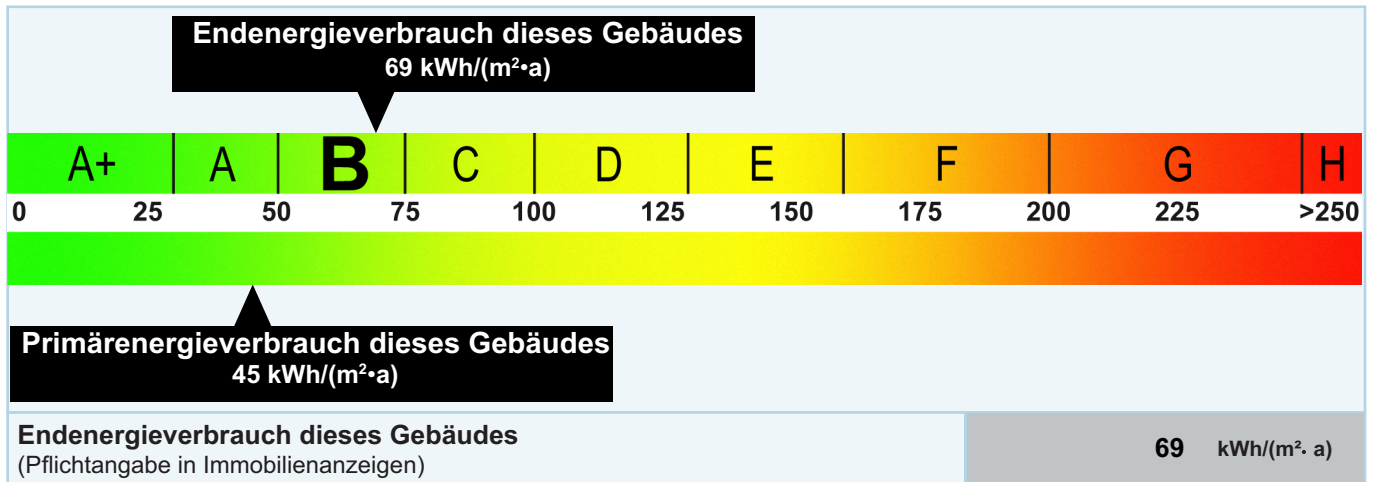 Endenergieverbrauch dieses Gebäudes
69 kWh/(m²•a)
A+ A B C D E F G H
0 25 50 75 100 125 150 175 200 225 >250
Primärenergieverbrauch dieses Gebäudes
45 kWh/(m²•a)
Endenergieverbrauch dieses Gebäudes
(Pflichtangabe in Immobilienanzeigen)
69 kWh/(m²· a)